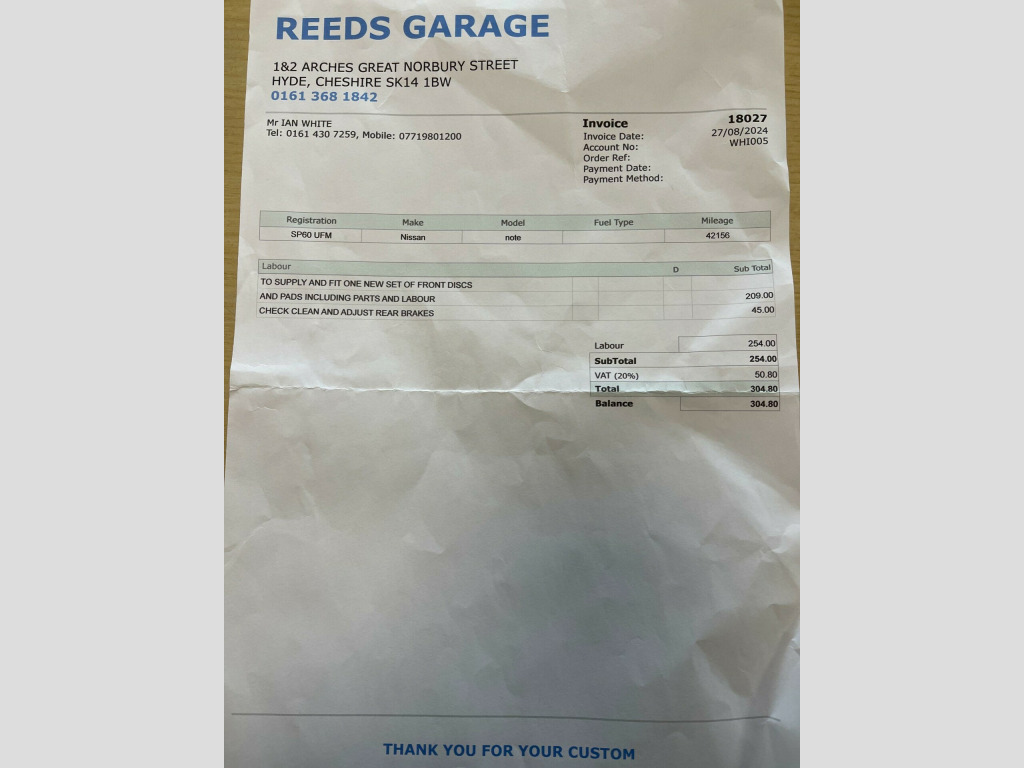 REEDS GARAGE
1&2 ARCHES GREAT NORBURY STREET
HYDE, CHESHIRE SK14 1BW
0161 368 1842
Mr IAN WHITE
Tel: 0161 430 7259, Mobile: 07719801200
Invoice 18027
Invoice Date: 27/08/2024
Account No: WHI005
Order Ref:
Payment Date:
Payment Method:
Registration Make Model Fuel Type Mileage
SP60 UFM Nissan note 42156
Labour D Sub Total
TO SUPPLY AND FIT ONE NEW SET OF FRONT DISCS
AND PADS INCLUDING PARTS AND LABOUR 209.00
CHECK CLEAN AND ADJUST REAR BRAKES 45.00
Labour 254.00
SubTotal 254.00
VAT (20%) 50.80
Total 304.80
Balance 304.80
THANK YOU FOR YOUR CUSTOM